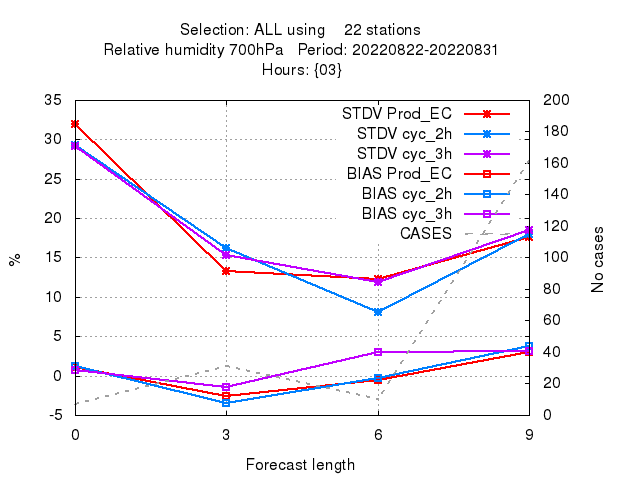 Selection: ALL using    22 stations
Relative humidity 700hPa   Period: 20220822-20220831
Hours: {03}
35
30
25
20
15
10
5
0
-5
200
180
160
140
120
100
80
60
40
20
0
STDV Prod_EC
STDV cyc_2h
STDV cyc_3h
BIAS Prod_EC
BIAS cyc_2h
BIAS cyc_3h
CASES
%
No cases
0 3 6 9
Forecast length